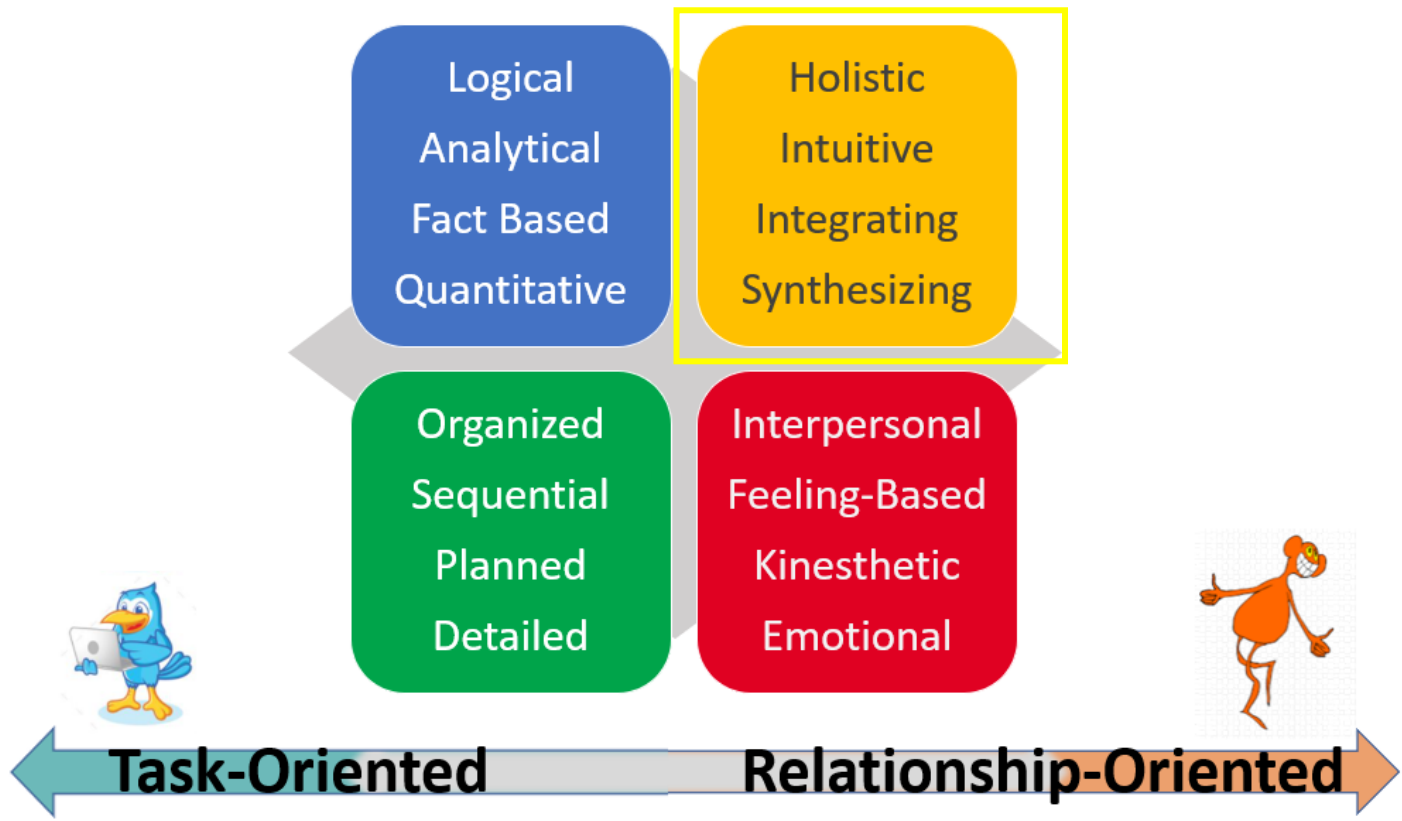 Logical
Analytical
Fact Based
Quantitative
Holistic
Intuitive
Integrating
Synthesizing
Organized
Sequential
Planned
Detailed
Interpersonal
Feeling-Based
Kinesthetic
Emotional
Task-Oriented
Relationship-Oriented